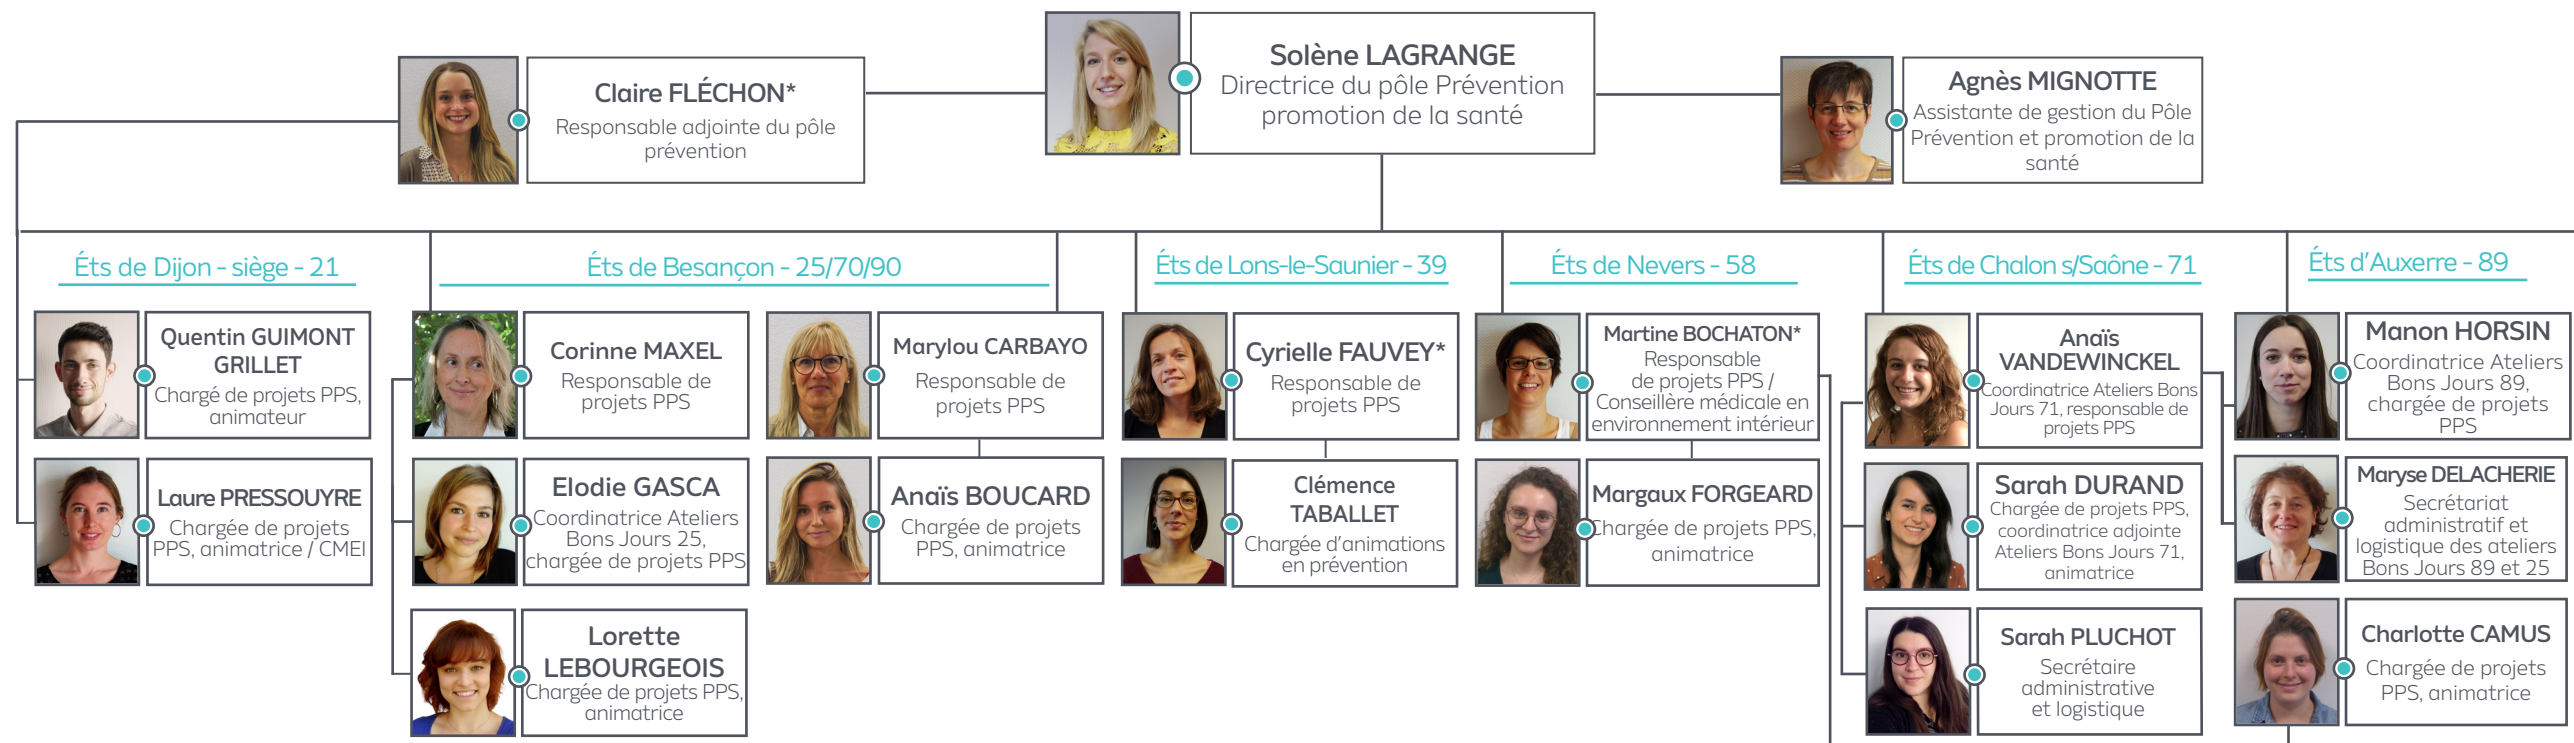 Claire FLÉCHON*
Responsable adjointe du pôle
prévention
Solène LAGRANGE
Directrice du pôle Prévention
promotion de la santé
Agnès MIGNOTTE
Assistante de gestion du Pôle
Prévention et promotion de la
santé
Éts de Dijon - siège - 21
Quentin GUIMONT
GRILLET
Chargé de projets PPS,
animateur
Laure PRESSOUYRE
Chargée de projets
PPS, animatrice / CMEI
Éts de Besançon - 25/70/90
Corinne MAXEL
Responsable de
projets PPS
Elodie GASCA
Coordinatrice Ateliers
Bons Jours 25,
chargée de projets PPS
Lorette
LEBOURGEOIS
Chargée de projets PPS,
animatrice
Marylou CARBAYO
Responsable de
projets PPS
Anaïs BOUCARD
Chargée de projets
PPS, animatrice
Éts de Lons-le-Saunier - 39
Cyrielle FAUVEY*
Responsable de
projets PPS
Clémence
TABALLET
Chargée d'animations
en prévention
Éts de Nevers - 58
Martine BOCHATON*
Responsable
de projets PPS /
Conseillère médicale en
environnement intérieur
Margaux FORGEARD
Chargée de projets PPS,
animatrice
Éts de Chalon s/Saône - 71
Anaïs
VANDEWINCKEL
Coordinatrice Ateliers Bons
Jours 71, responsable de
projets PPS
Sarah DURAND
Chargée de projets PPS,
coordinatrice adjointe
Ateliers Bons Jours 71,
animatrice
Sarah PLUCHOT
Secrétaire
administrative
et logistique
Éts d'Auxerre - 89
Manon HORSIN
Coordinatrice Ateliers
Bons Jours 89,
chargée de projets
PPS
Maryse DELACHERIE
Secrétariat
administratif et
logistique des ateliers
Bons Jours 89 et 25
Charlotte CAMUS
Chargée de projets
PPS, animatrice